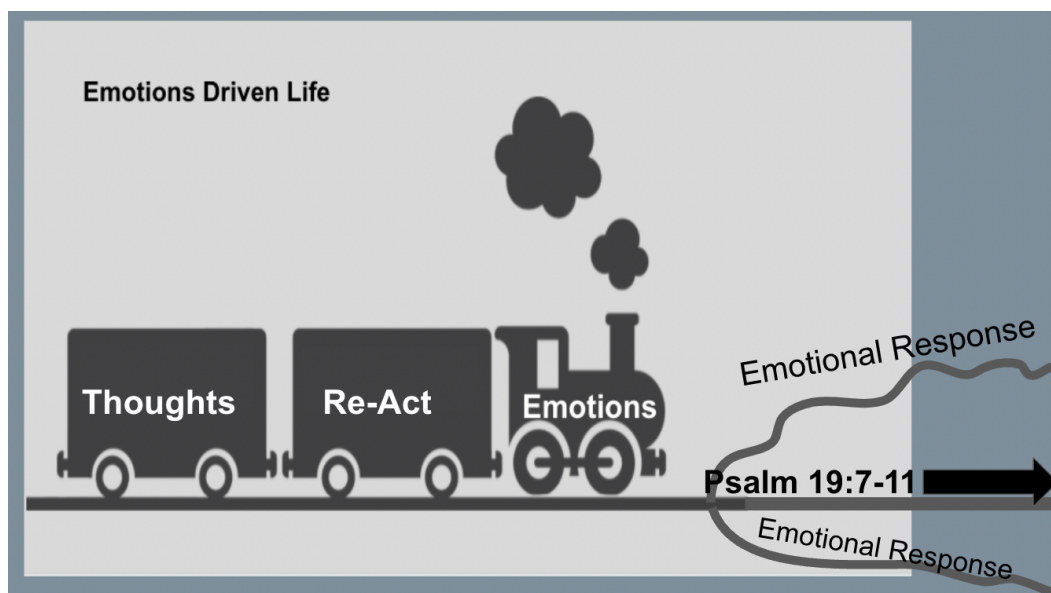 Emotions Driven Life
Thoughts
Re-Act
Emotions
Emotional Response
Psalm 19:7-11
Emotional Response